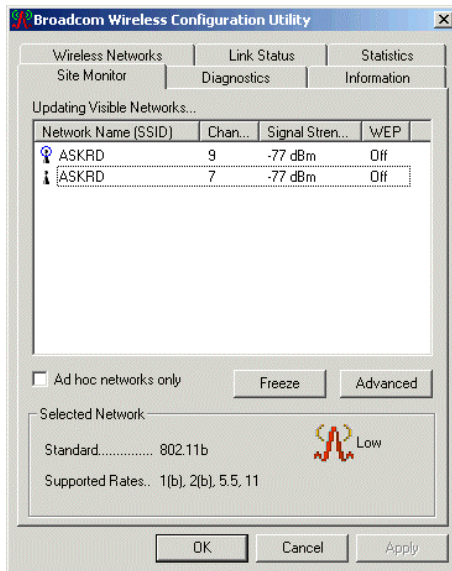 Broadcom Wireless Configuration Utility
Wireless Networks Link Status Statistics
Site Monitor Diagnostics Information
Updating Visible Networks...
Network Name (SSID) Chan... Signal Stren... WEP
ASKRD 9 -77 dBm Off
ASKRD 7 -77 dBm Off
Ad hoc networks only Freeze Advanced
Selected Network
Low
Standard.............. 802.11b
Supported Rates.. 1(b), 2(b), 5.5, 11
OK Cancel Apply